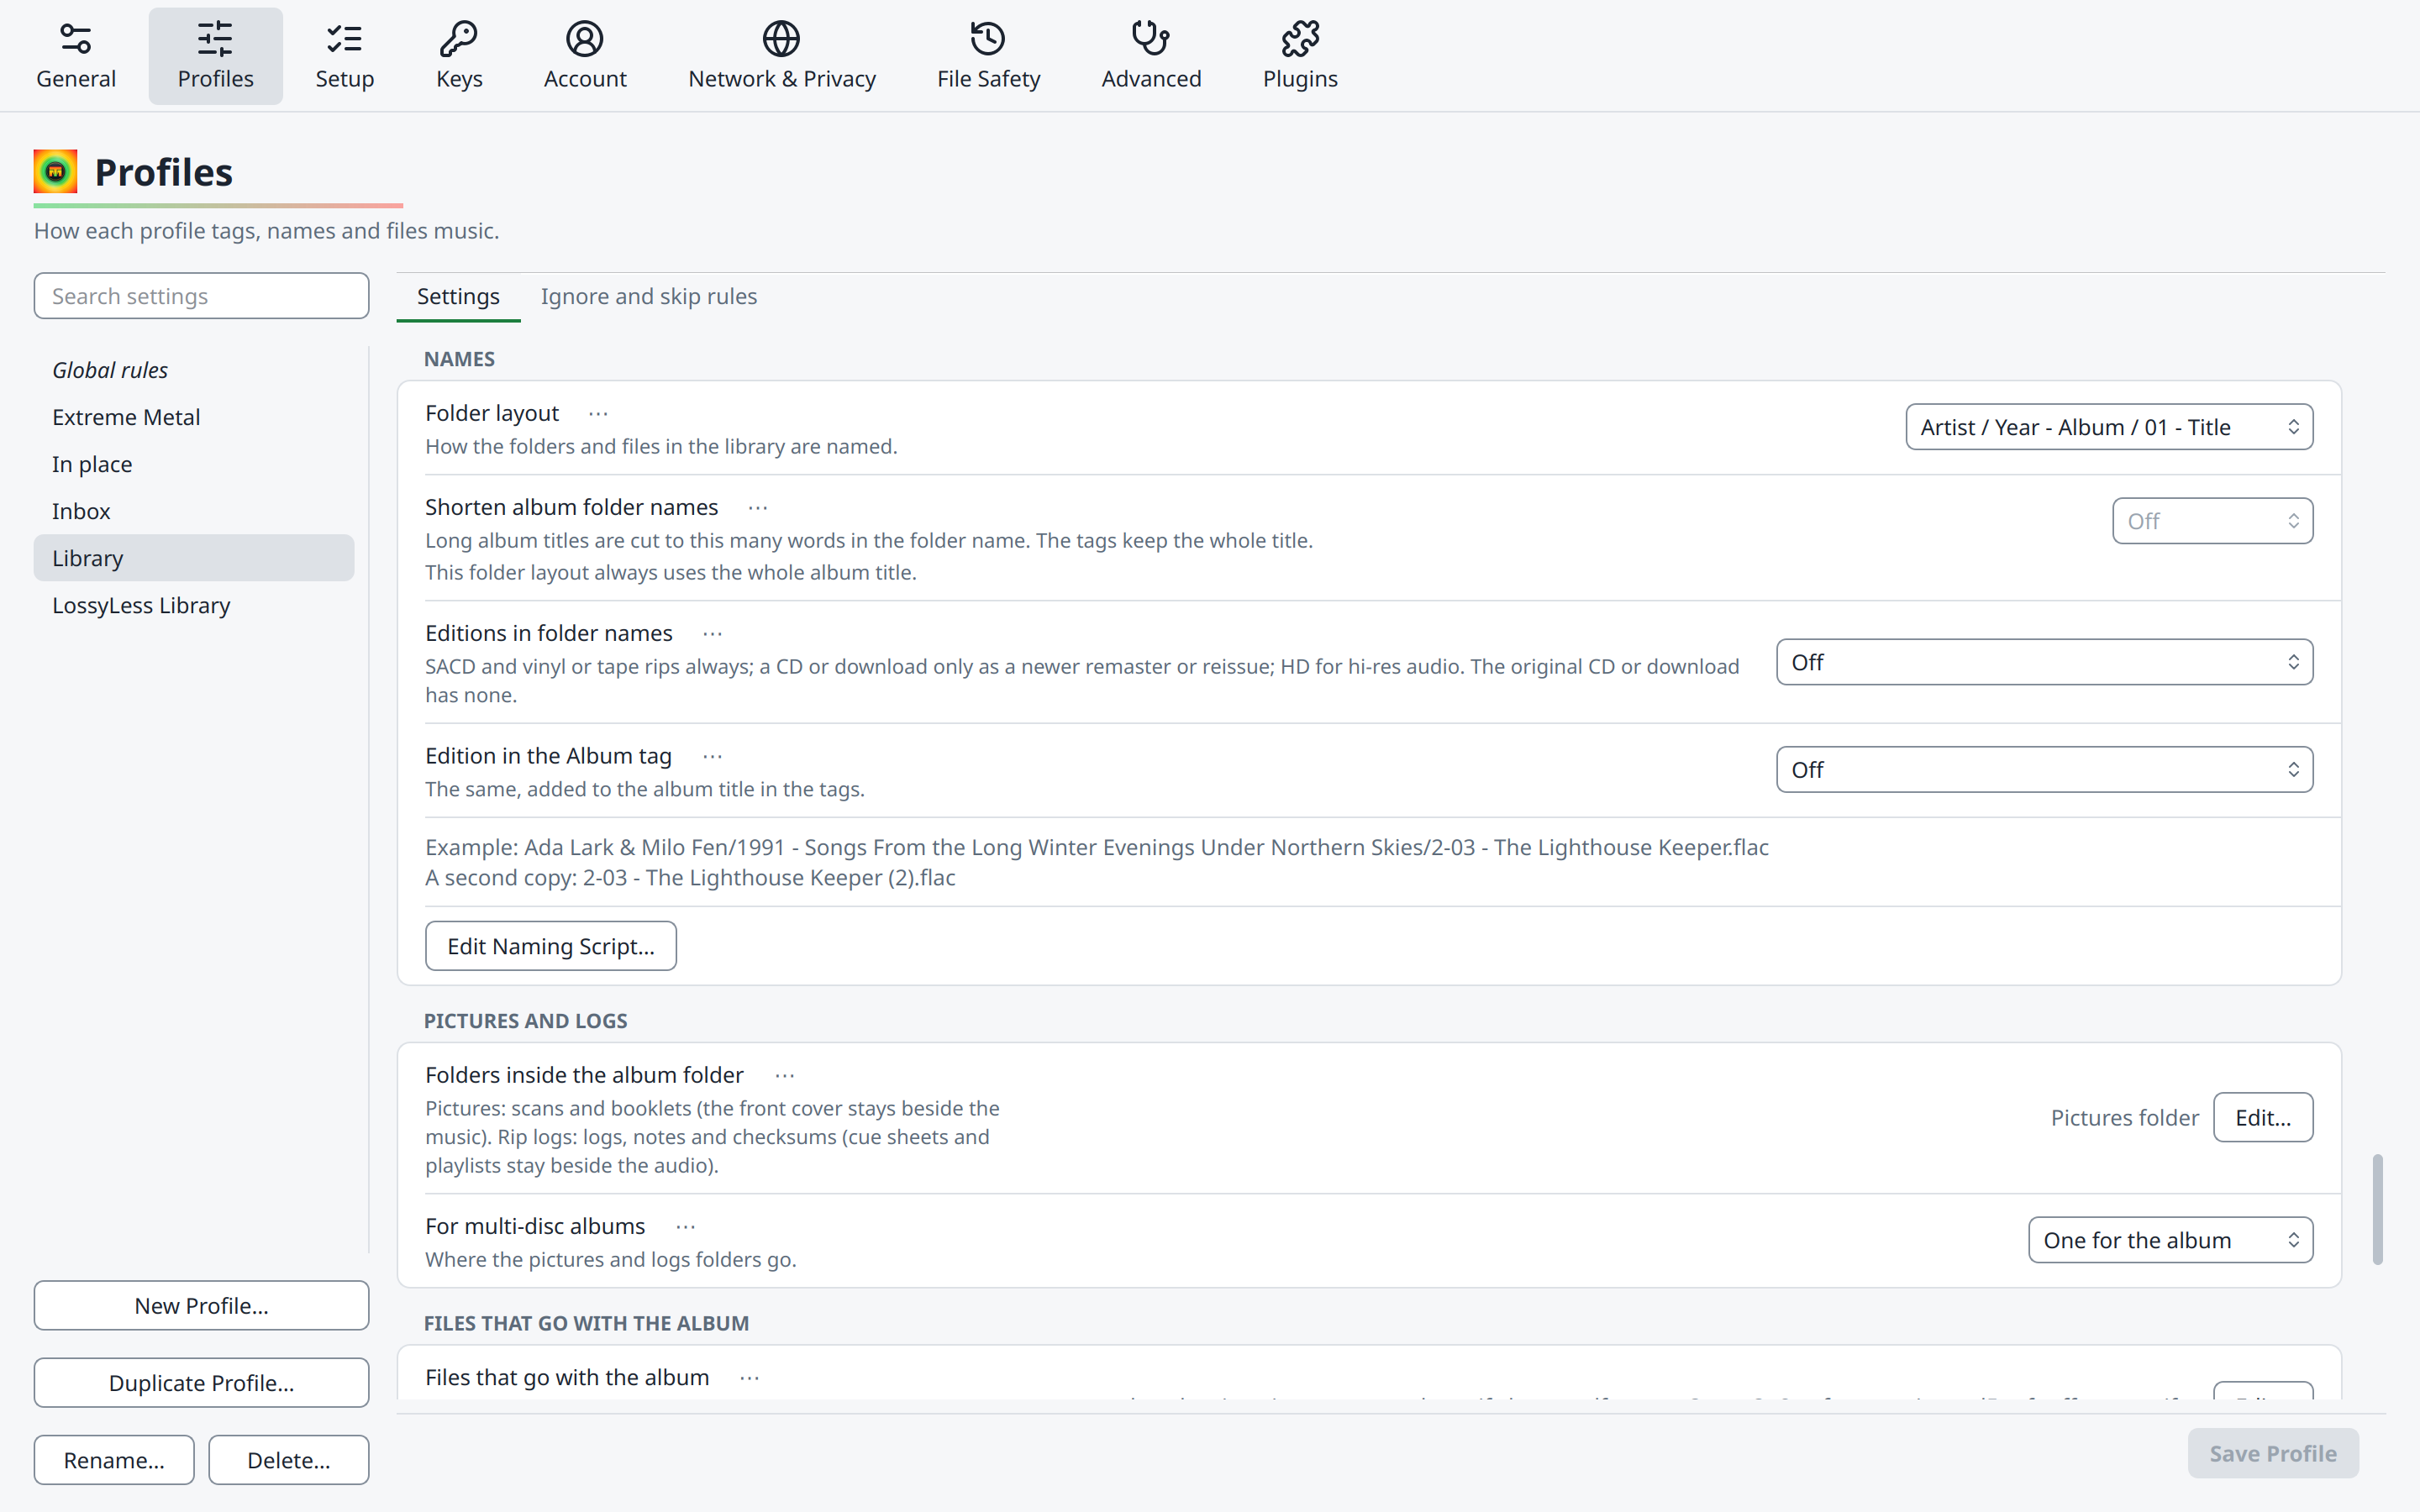 General
Profiles
Setup
Keys
Account
Network & Privacy
File Safety
Advanced
Plugins
Profiles
How each profile tags, names and files music.
Search settings
Global rules
Extreme Metal
In place
Inbox
Library
LossyLess Library
New Profile...
Duplicate Profile...
Rename...
Delete...
Settings
Ignore and skip rules
NAMES
Folder layout ...
How the folders and files in the library are named.
Artist / Year - Album / 01 - Title
Shorten album folder names ...
Long album titles are cut to this many words in the folder name. The tags keep the whole title.
This folder layout always uses the whole album title.
Off
Editions in folder names ...
SACD and vinyl or tape rips always; a CD or download only as a newer remaster or reissue; HD for hi-res audio. The original CD or download
has none.
Off
Edition in the Album tag ...
The same, added to the album title in the tags.
Off
Example: Ada Lark & Milo Fen/1991 - Songs From the Long Winter Evenings Under Northern Skies/2-03 - The Lighthouse Keeper.flac
A second copy: 2-03 - The Lighthouse Keeper (2).flac
Edit Naming Script...
PICTURES AND LOGS
Folders inside the album folder ...
Pictures: scans and booklets (the front cover stays beside the
music). Rip logs: logs, notes and checksums (cue sheets and
playlists stay beside the audio).
Pictures folder
Edit...
For multi-disc albums ...
Where the pictures and logs folders go.
One for the album
FILES THAT GO WITH THE ALBUM
Files that go with the album ...
Save Profile